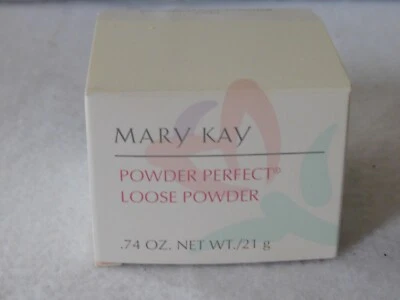 MARY KAY
POWDER PERFECT®
LOOSE POWDER
.74 OZ. NET WT./21 g